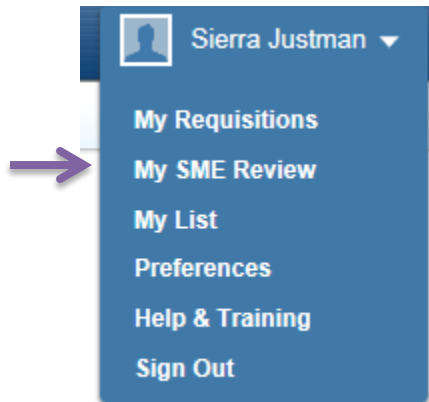 Sierra Justman
My Requisitions
My SME Review
My List
Preferences
Help & Training
Sign Out